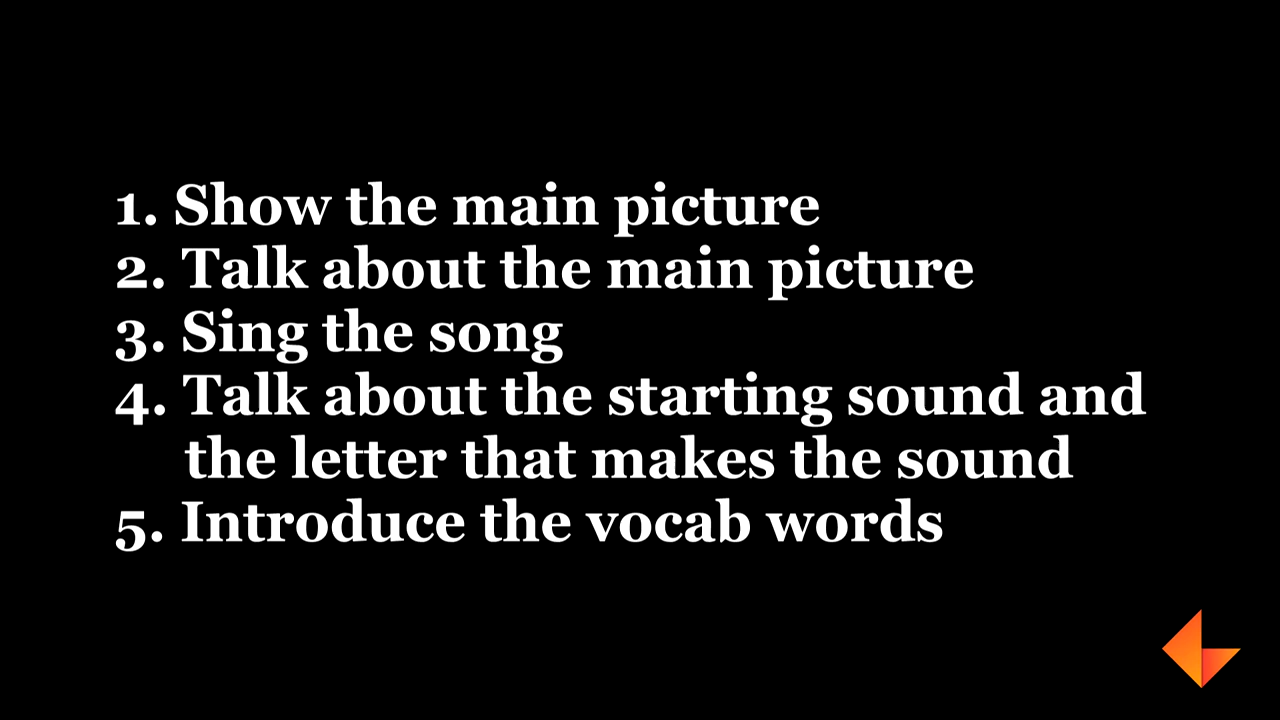 1. Show the main picture
2. Talk about the main picture
3. Sing the song
4. Talk about the starting sound and
the letter that makes the sound
5. Introduce the vocab words